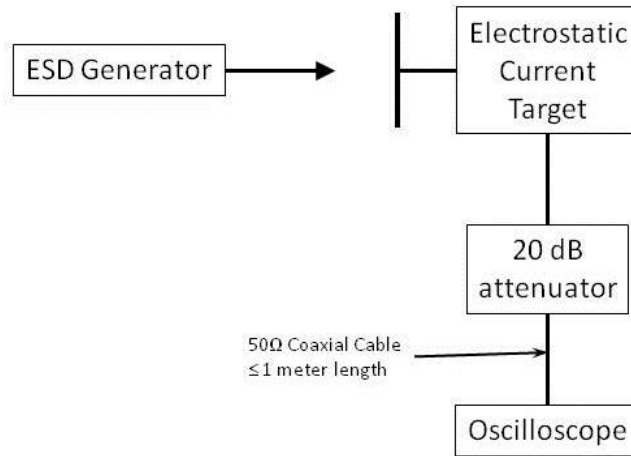 ESD Generator
Electrostatic
Current
Target
20 dB
attenuator
50Ω Coaxial Cable
≤1 meter length
Oscilloscope